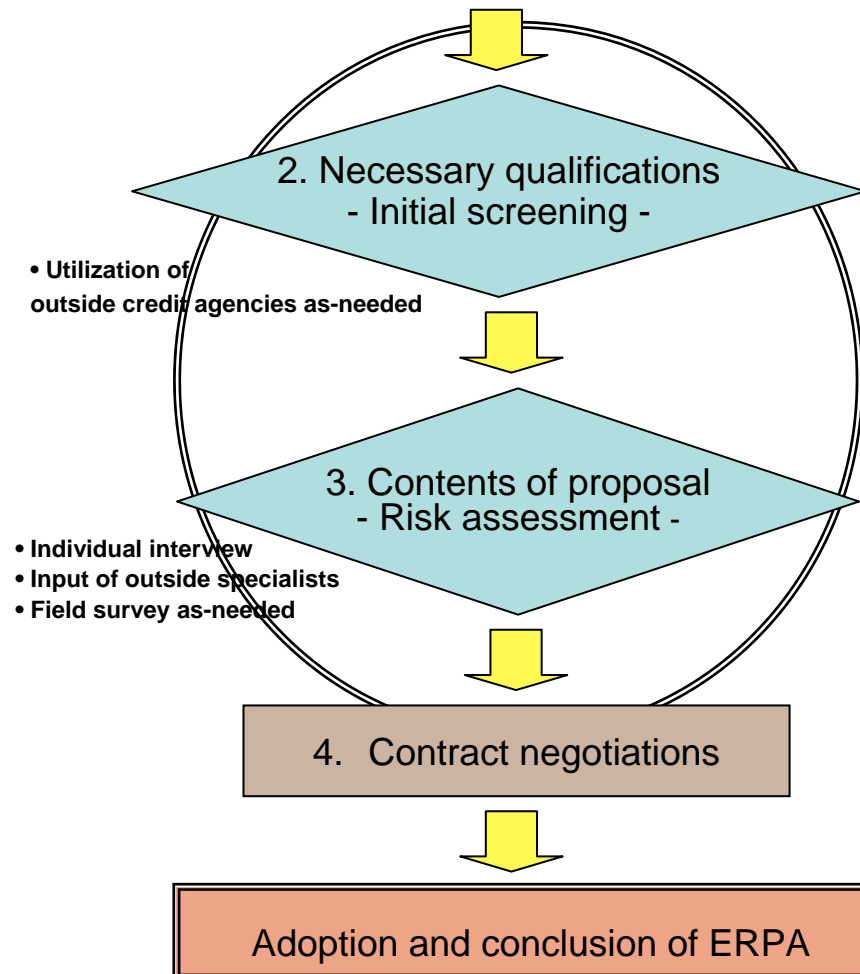 2. Necessary qualifications
- Initial screening -
• Utilization of
outside credit agencies as-needed
3. Contents of proposal
- Risk assessment -
• Individual interview
• Input of outside specialists
• Field survey as-needed
4. Contract negotiations
Adoption and conclusion of ERPA